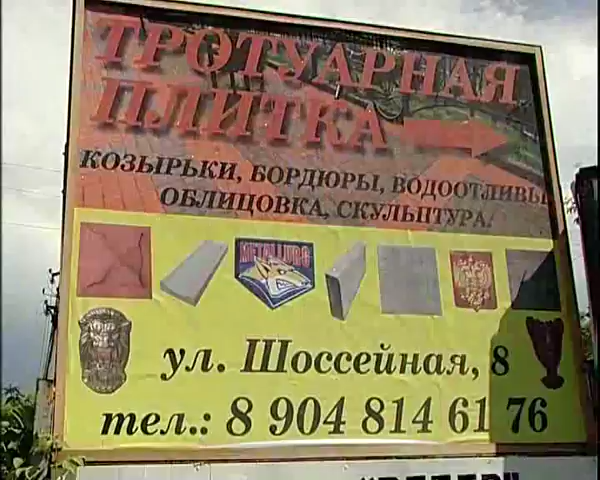 ТРОТУАРНАЯ
ПЛИТКА
КОЗЫРЬКИ, БОРДЮРЫ, ВОДООТЛИВЫ
ОБЛИЦОВКА, СКУЛЬПТУРА.
METALLURG
ул. Шоссейная, 8
тел.: 8 904 814 61 76